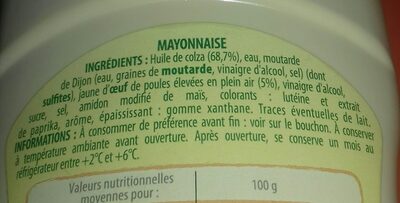 MAYONNAISE
INGRÉDIENTS : Huile de colza (68,7%), eau, moutarde
de Dijon (eau, graines de moutarde, vinaigre d'alcool, sel) (dont
sulfites), jaune d'œuf de poules élevées en plein air (5%), vinaigre d'alcool,
sucre, sel, amidon modifié de maïs, colorants : lutéine et extrait
de paprika, arôme, épaississant : gomme xanthane. Traces éventuelles de lait.
INFORMATIONS : À consommer de préférence avant fin : voir sur le bouchon. À conserver
à température ambiante avant ouverture. Après ouverture, se conserve un mois au
réfrigérateur entre +2°C et +6°C.
Valeurs nutritionnelles 100 g
moyennes pour :